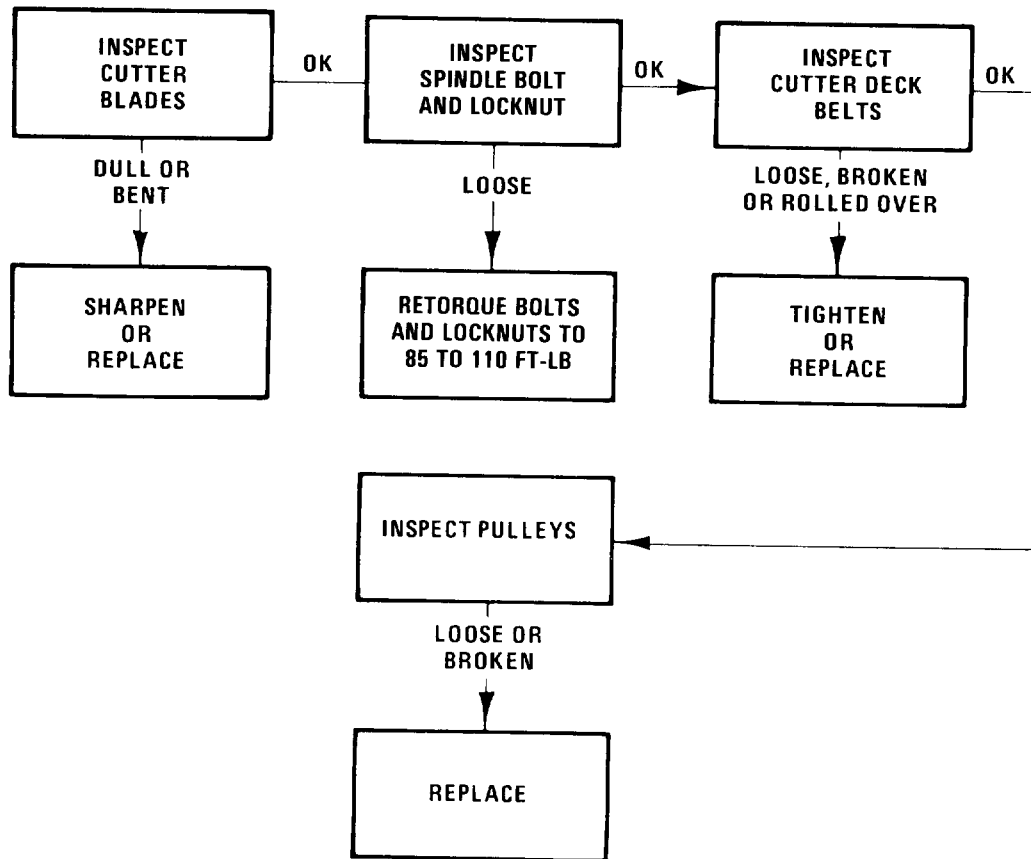 INSPECT
CUTTER
BLADES
OK
INSPECT
SPINDLE BOLT
AND LOCKNUT
OK
INSPECT
CUTTER DECK
BELTS
OK
DULL OR
BENT
LOOSE
LOOSE, BROKEN
OR ROLLED OVER
SHARPEN
OR
REPLACE
RETORQUE BOLTS
AND LOCKNUTS TO
85 TO 110 FT-LB
TIGHTEN
OR
REPLACE
INSPECT PULLEYS
LOOSE OR
BROKEN
REPLACE